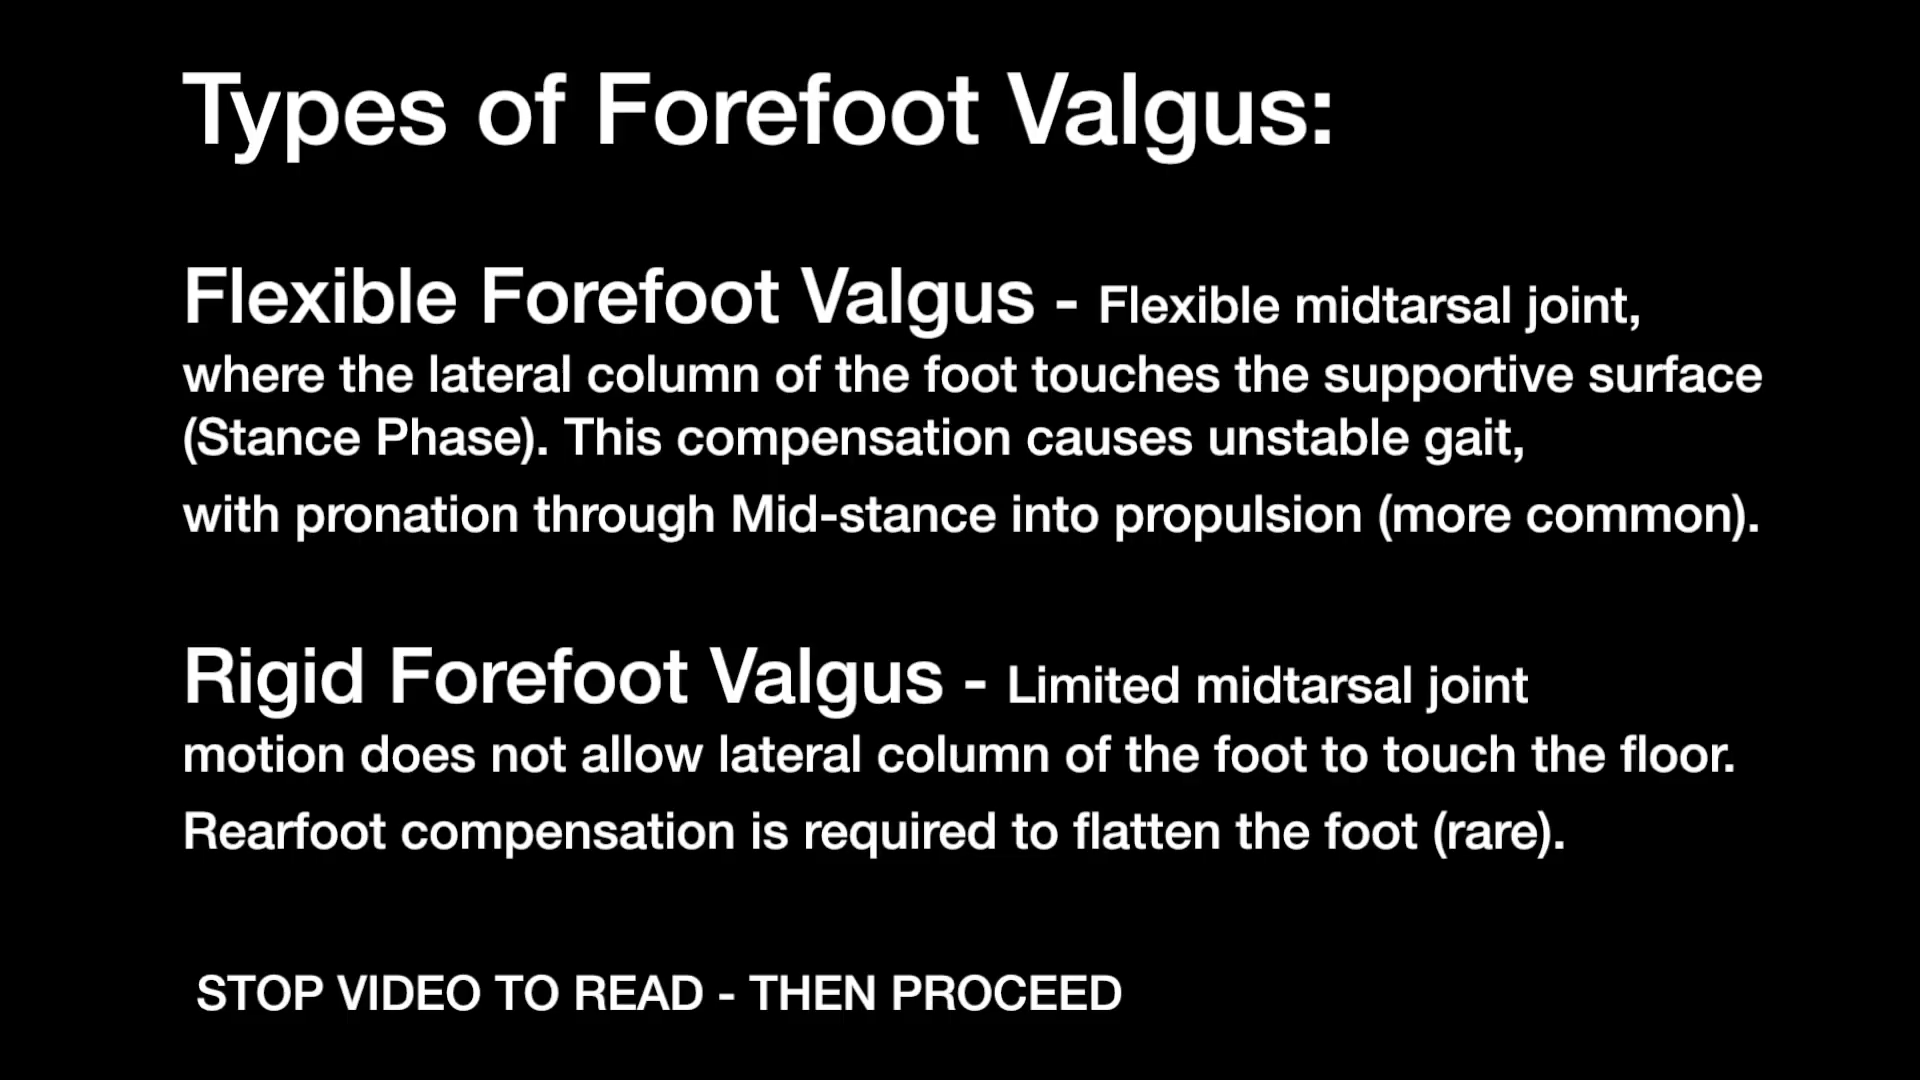 Types of Forefoot Valgus:
Flexible Forefoot Valgus - Flexible midtarsal joint,
where the lateral column of the foot touches the supportive surface
(Stance Phase). This compensation causes unstable gait,
with pronation through Mid-stance into propulsion (more common).
Rigid Forefoot Valgus - Limited midtarsal joint
motion does not allow lateral column of the foot to touch the floor.
Rearfoot compensation is required to flatten the foot (rare).
STOP VIDEO TO READ - THEN PROCEED